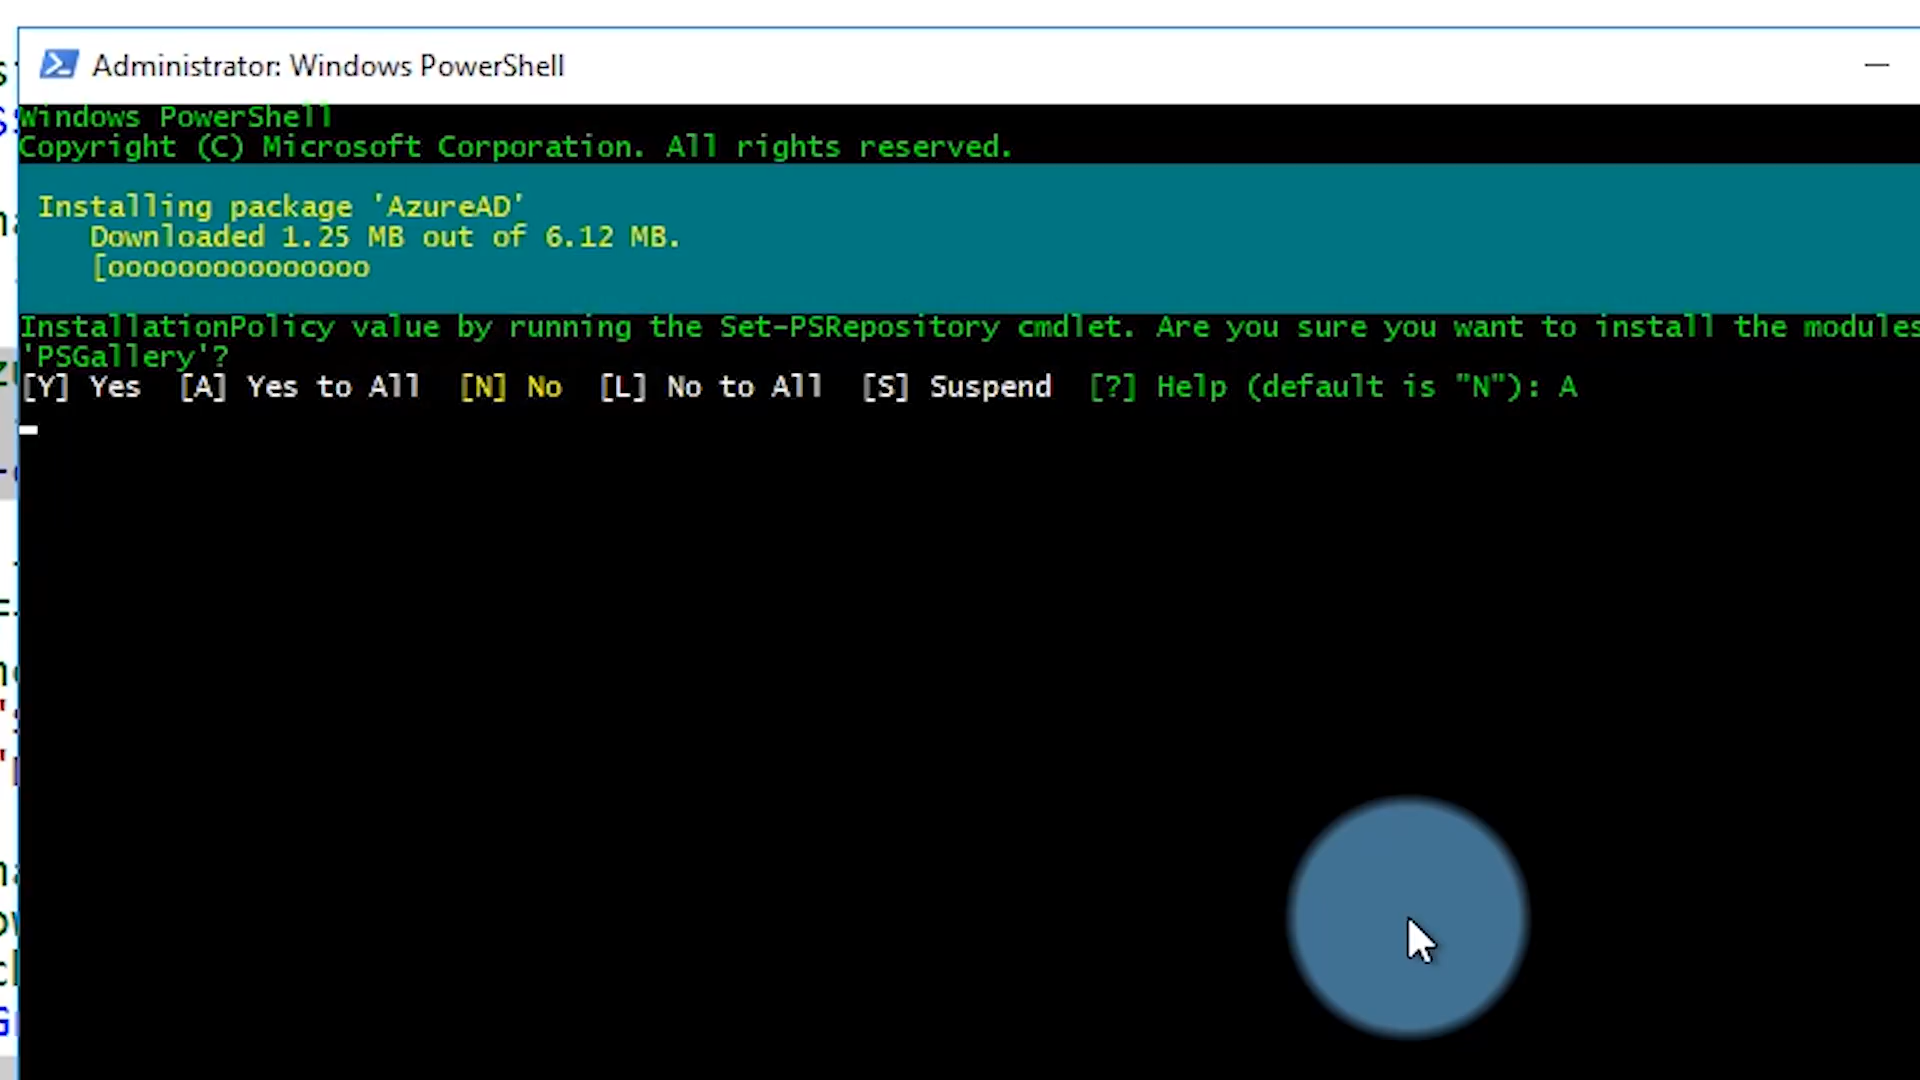 Administrator: Windows PowerShell
Windows PowerShell
Copyright (C) Microsoft Corporation. All rights reserved.
Installing package 'AzureAD'
Downloaded 1.25 MB out of 6.12 MB.
[ooooooooooooooo
InstallationPolicy value by running the Set-PSRepository cmdlet. Are you sure you want to install the modules
'PSGallery'?
[Y] Yes [A] Yes to All [N] No [L] No to All [S] Suspend [?] Help (default is "N"): A